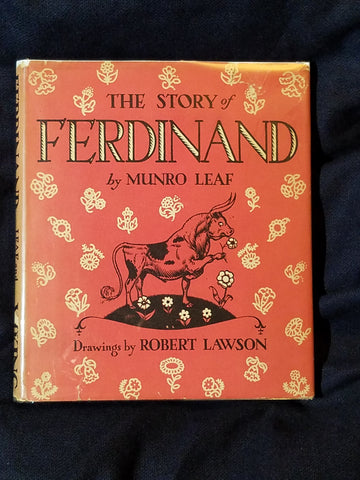 THE STORY of
FERDINAND
by MUNRO LEAF
Drawings by ROBERT LAWSON